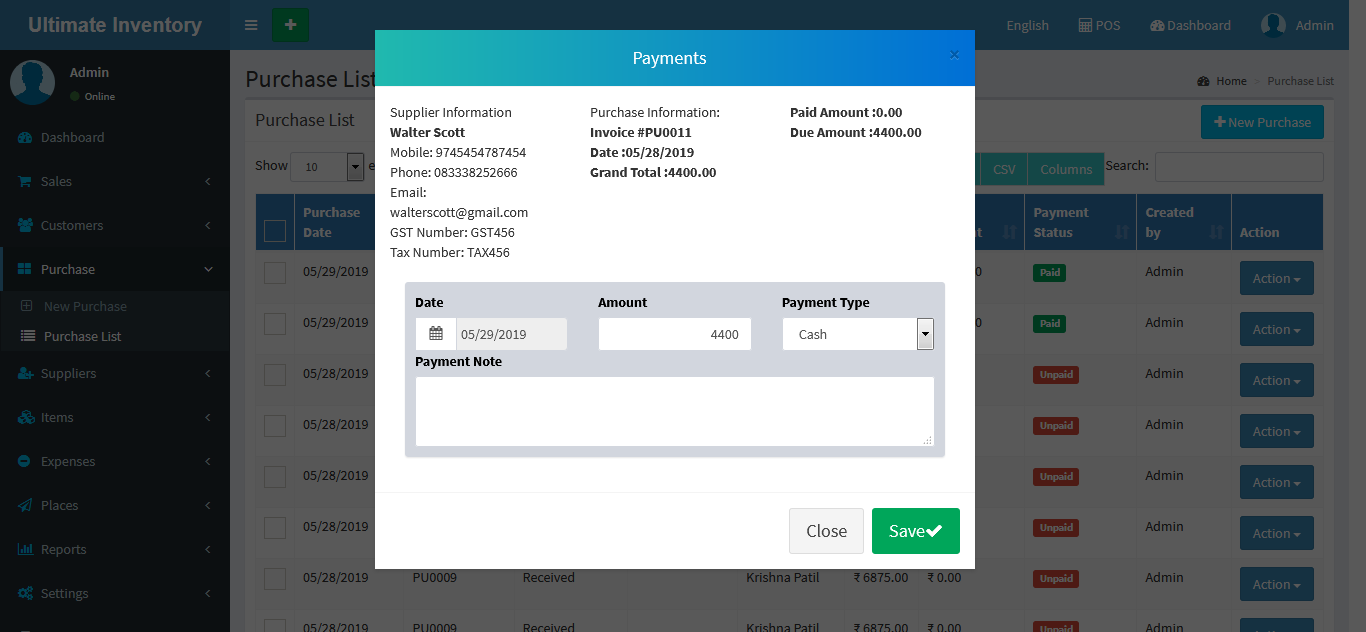 Ultimate Inventory
English POS Dashboard Admin
Admin
Online
Dashboard
Sales
Customers
Purchase
New Purchase
Purchase List
Suppliers
Items
Expenses
Places
Reports
Settings
Purchase List
Home Purchase List
Purchase List
New Purchase
Show 10
CSV Columns Search:
Purchase Date Payment Status Created by Action
05/29/2019 Paid Admin Action
05/29/2019 Paid Admin Action
05/28/2019 Unpaid Admin Action
05/28/2019 Unpaid Admin Action
05/28/2019 Unpaid Admin Action
05/28/2019 Unpaid Admin Action
05/28/2019 PU0009 Received Krishna Patil ₹ 6875.00 ₹ 0.00 Unpaid Admin Action
05/28/2019 PU0009 Received Krishna Patil ₹ 6875.00 ₹ 0.00 Unpaid Admin Action
Payments
×
Supplier Information
Walter Scott
Mobile: 9745454787454
Phone: 083338252666
Email:
walterscott@gmail.com
GST Number: GST456
Tax Number: TAX456
Purchase Information:
Invoice #PU0011
Date :05/28/2019
Grand Total :4400.00
Paid Amount :0.00
Due Amount :4400.00
Date Amount Payment Type
05/29/2019 4400 Cash
Payment Note
Close Save